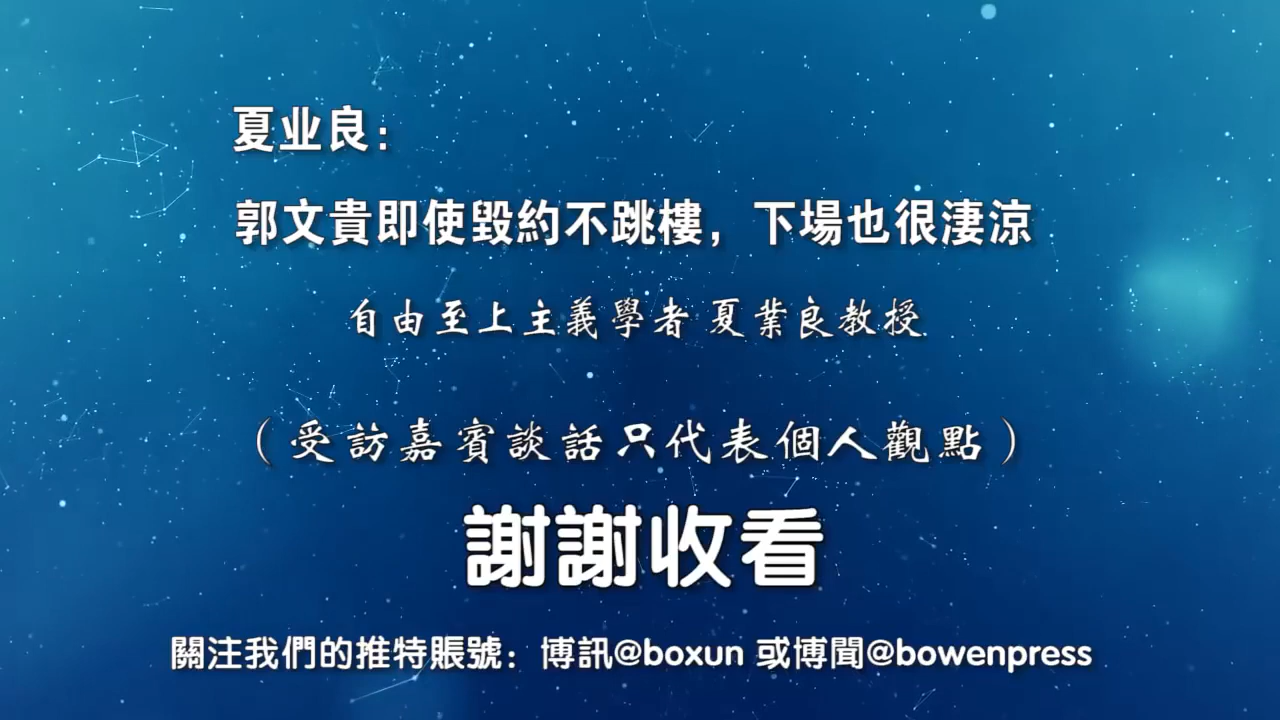 夏业良：
郭文貴即使毀約不跳樓，下場也很淒涼
自由至上主義學者 夏業良教授
（受訪嘉賓談話只代表個人觀點）
謝謝收看
關注我們的推特賬號：博訊@boxun 或博聞@bowenpress